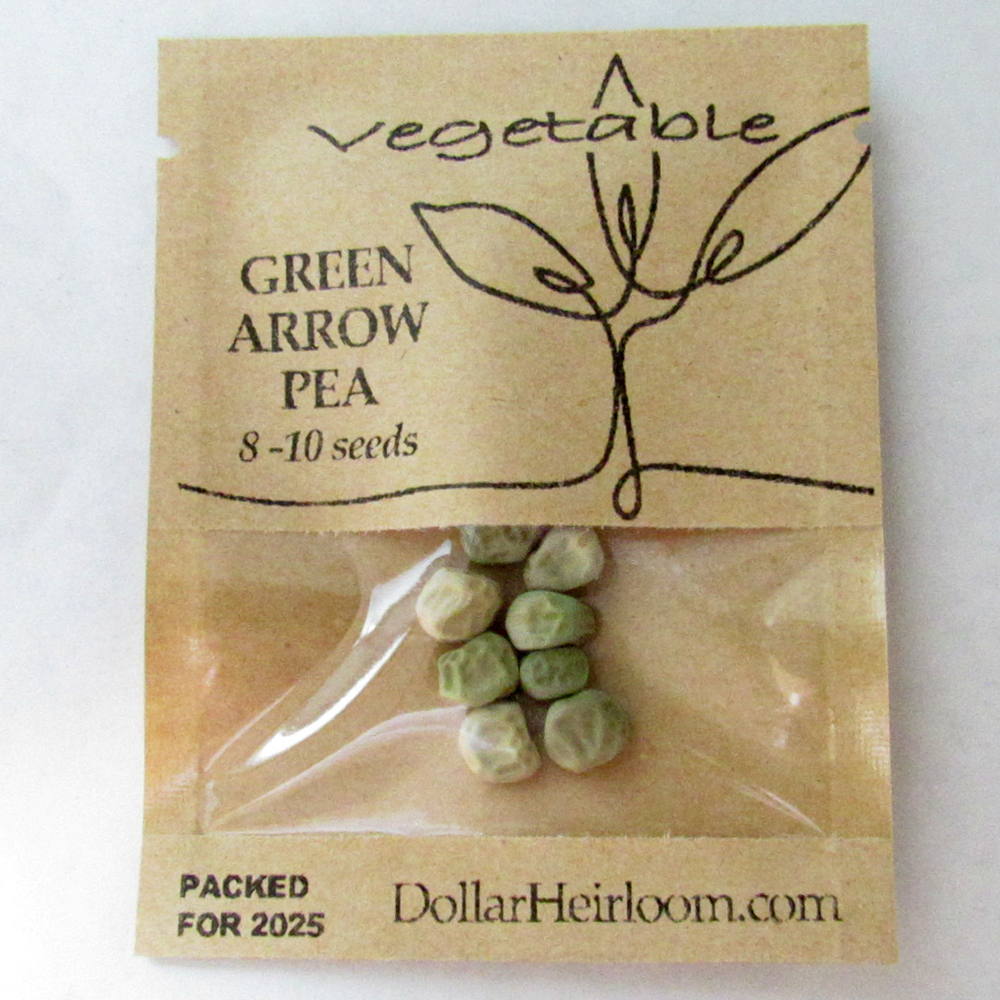 Vegetable
GREEN
ARROW
PEA
8 -10 seeds
PACKED
FOR 2025
DollarHeirloom.com